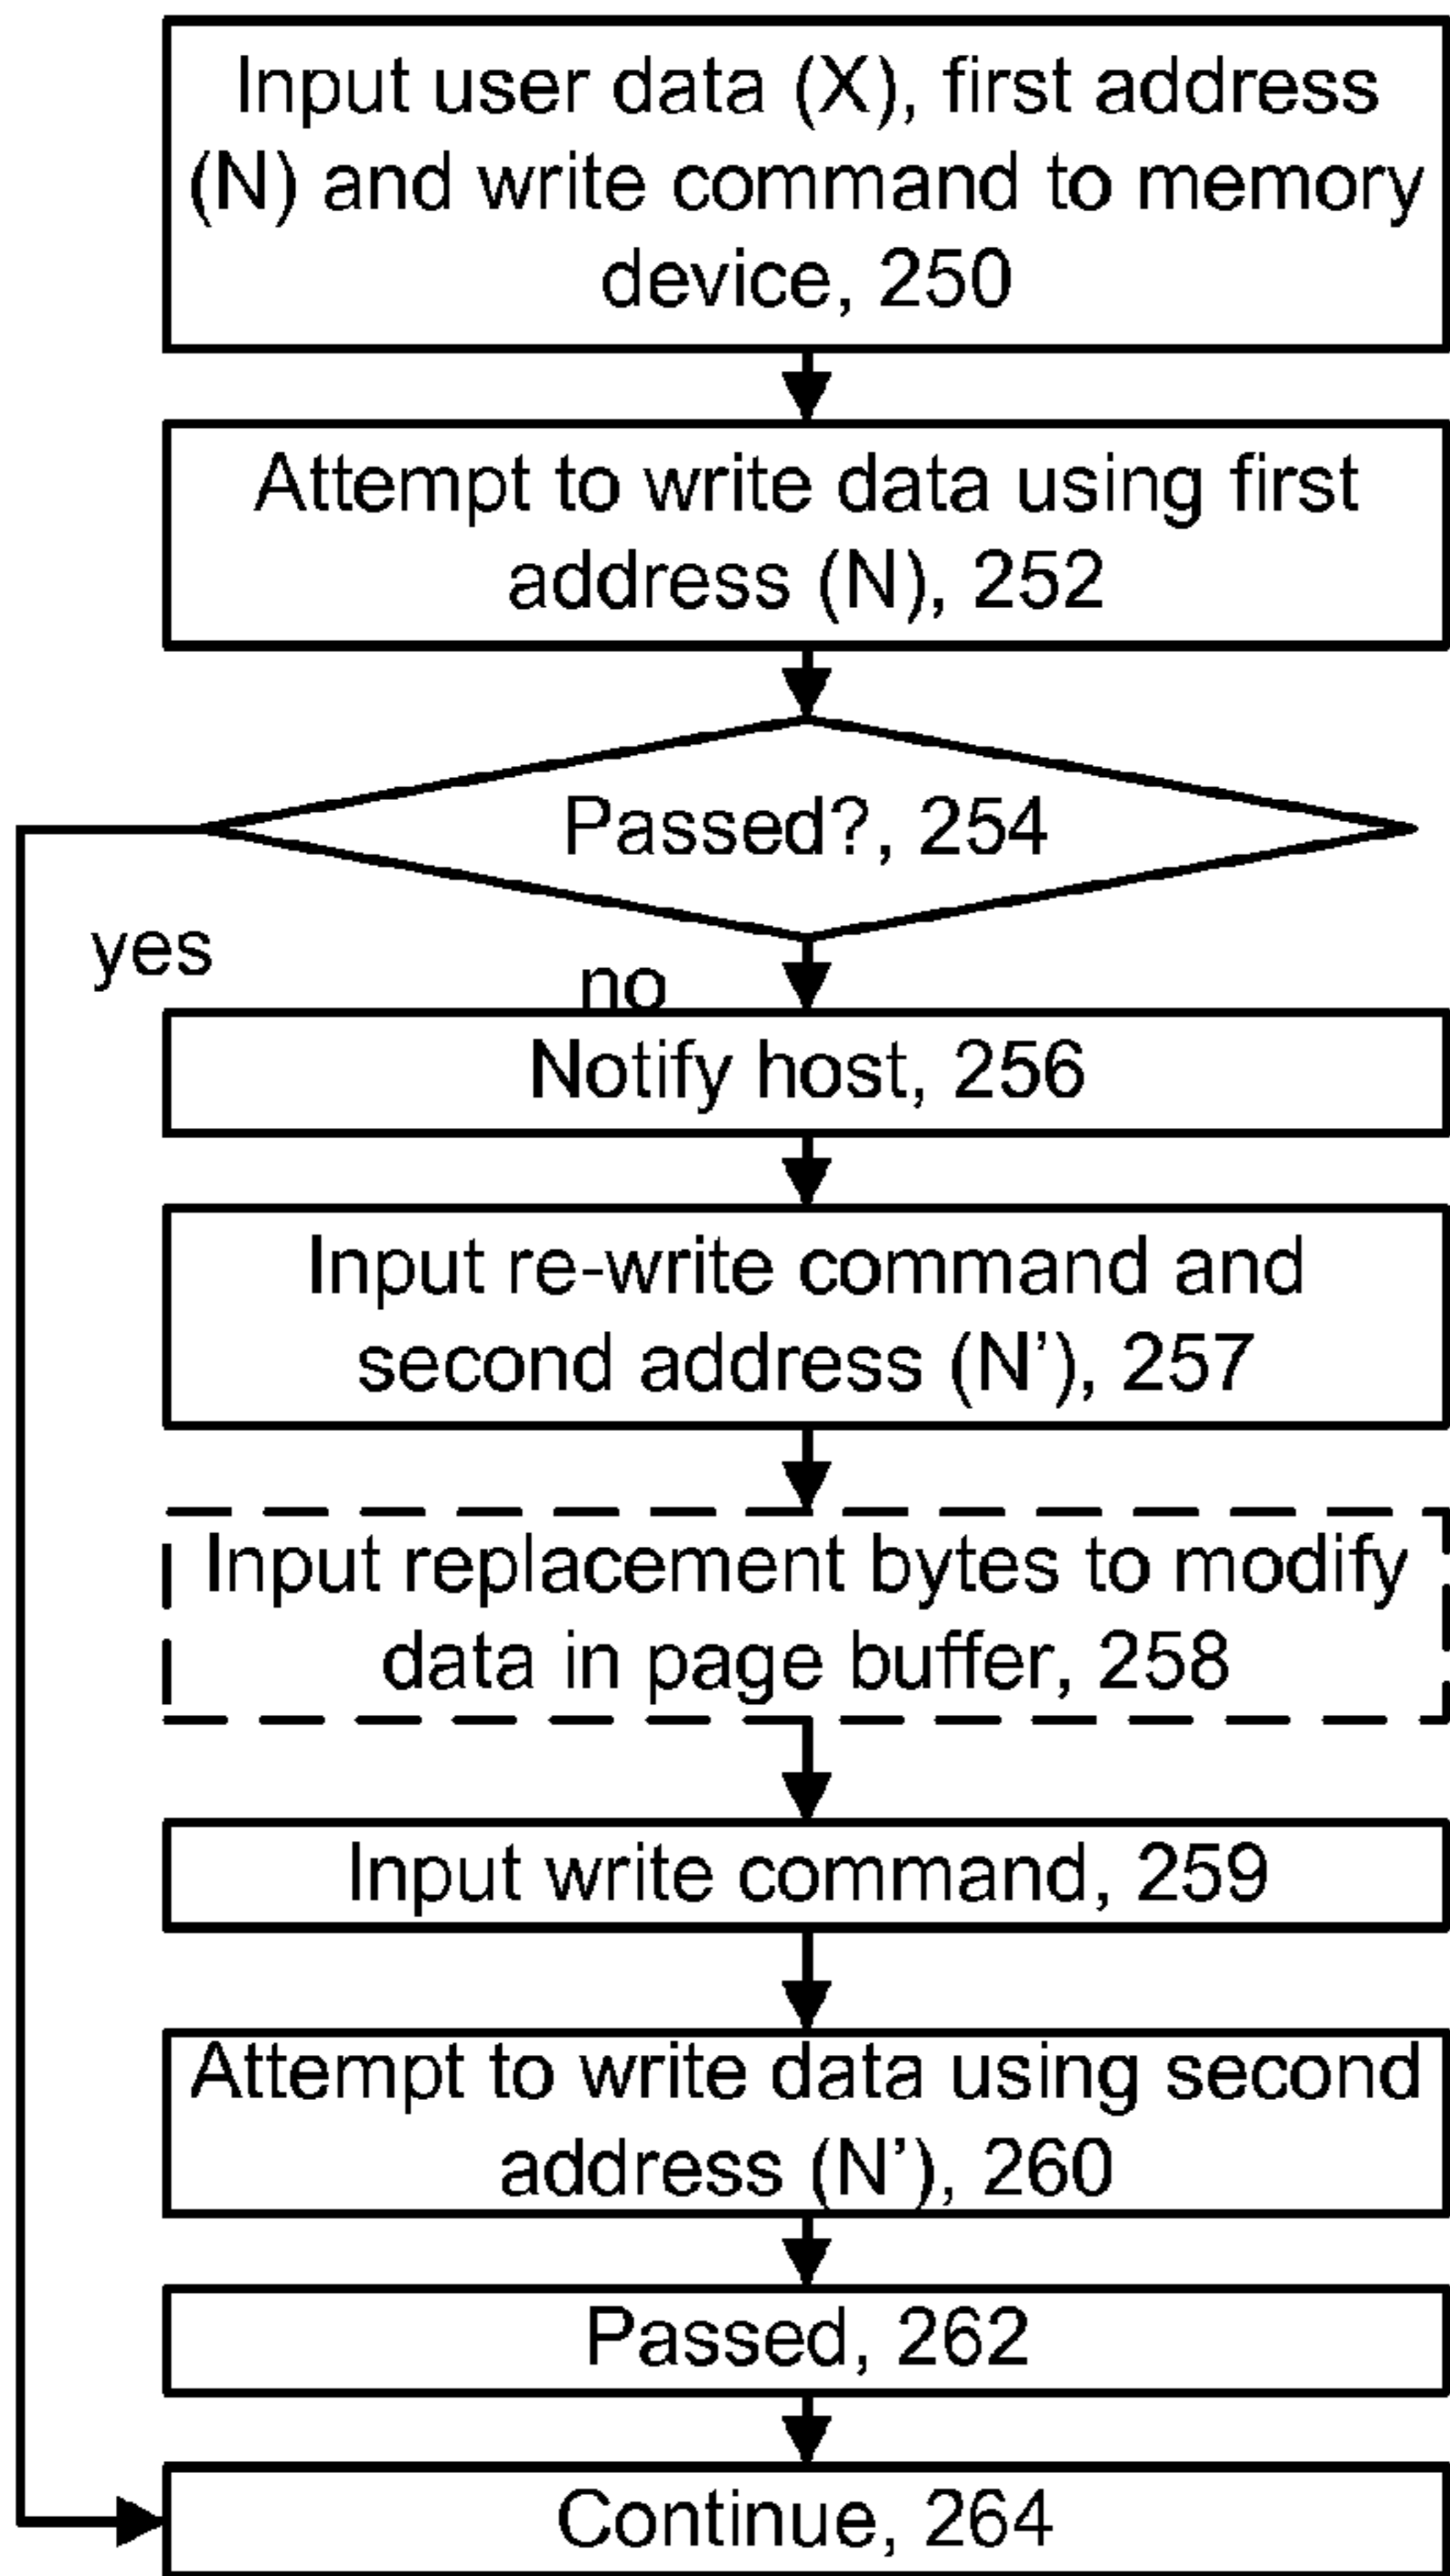 Input user data (X), first address
(N) and write command to memory
device, 250
Attempt to write data using first
address (N), 252
Passed?, 254
yes
no
Notify host, 256
Input re-write command and
second address (N’), 257
Input replacement bytes to modify
data in page buffer, 258
Input write command, 259
Attempt to write data using second
address (N’), 260
Passed, 262
Continue, 264